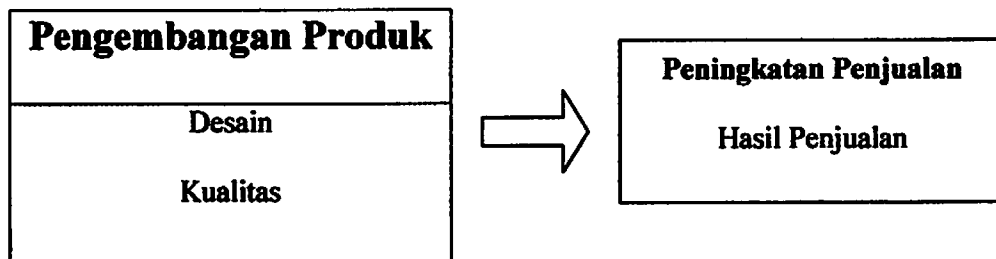 Pengembangan Produk
Desain
Kualitas
Peningkatan Penjualan
Hasil Penjualan